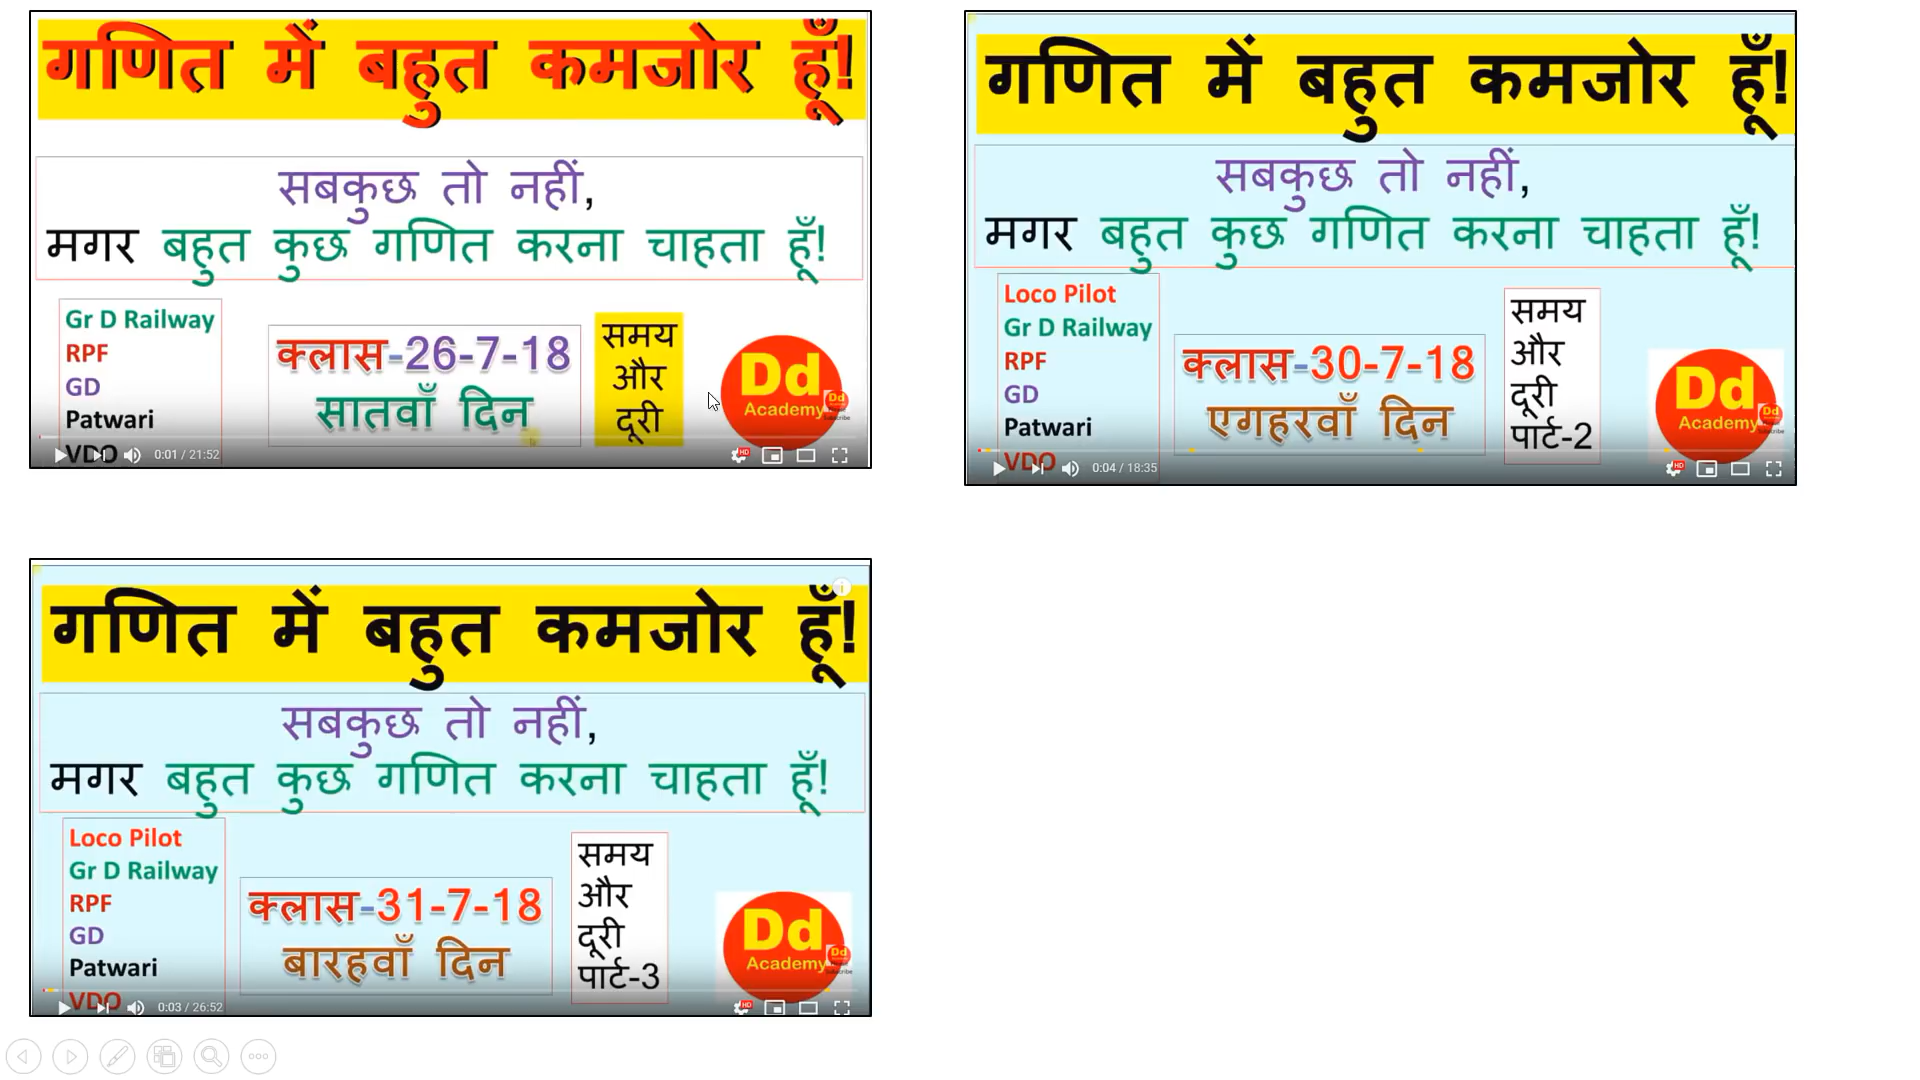 गणित में बहुत कमजोर हूँ!
सबकुछ तो नहीं,
मगर बहुत कुछ गणित करना चाहता हूँ!
Gr D Railway
RPF
GD
Patwari
VDO
क्लास-26-7-18
सातवाँ दिन
समय
और
दूरी
Dd
Academy
0:01 / 21:52
HD
गणित में बहुत कमजोर हूँ!
सबकुछ तो नहीं,
मगर बहुत कुछ गणित करना चाहता हूँ!
Loco Pilot
Gr D Railway
RPF
GD
Patwari
VDO
क्लास-30-7-18
एगहरवाँ दिन
समय
और
दूरी
पार्ट-2
Dd
Academy
0:04 / 18:35
HD
गणित में बहुत कमजोर हूँ!
सबकुछ तो नहीं,
मगर बहुत कुछ गणित करना चाहता हूँ!
Loco Pilot
Gr D Railway
RPF
GD
Patwari
VDO
क्लास-31-7-18
बारहवाँ दिन
समय
और
दूरी
पार्ट-3
Dd
Academy
0:03 / 26:52
HD